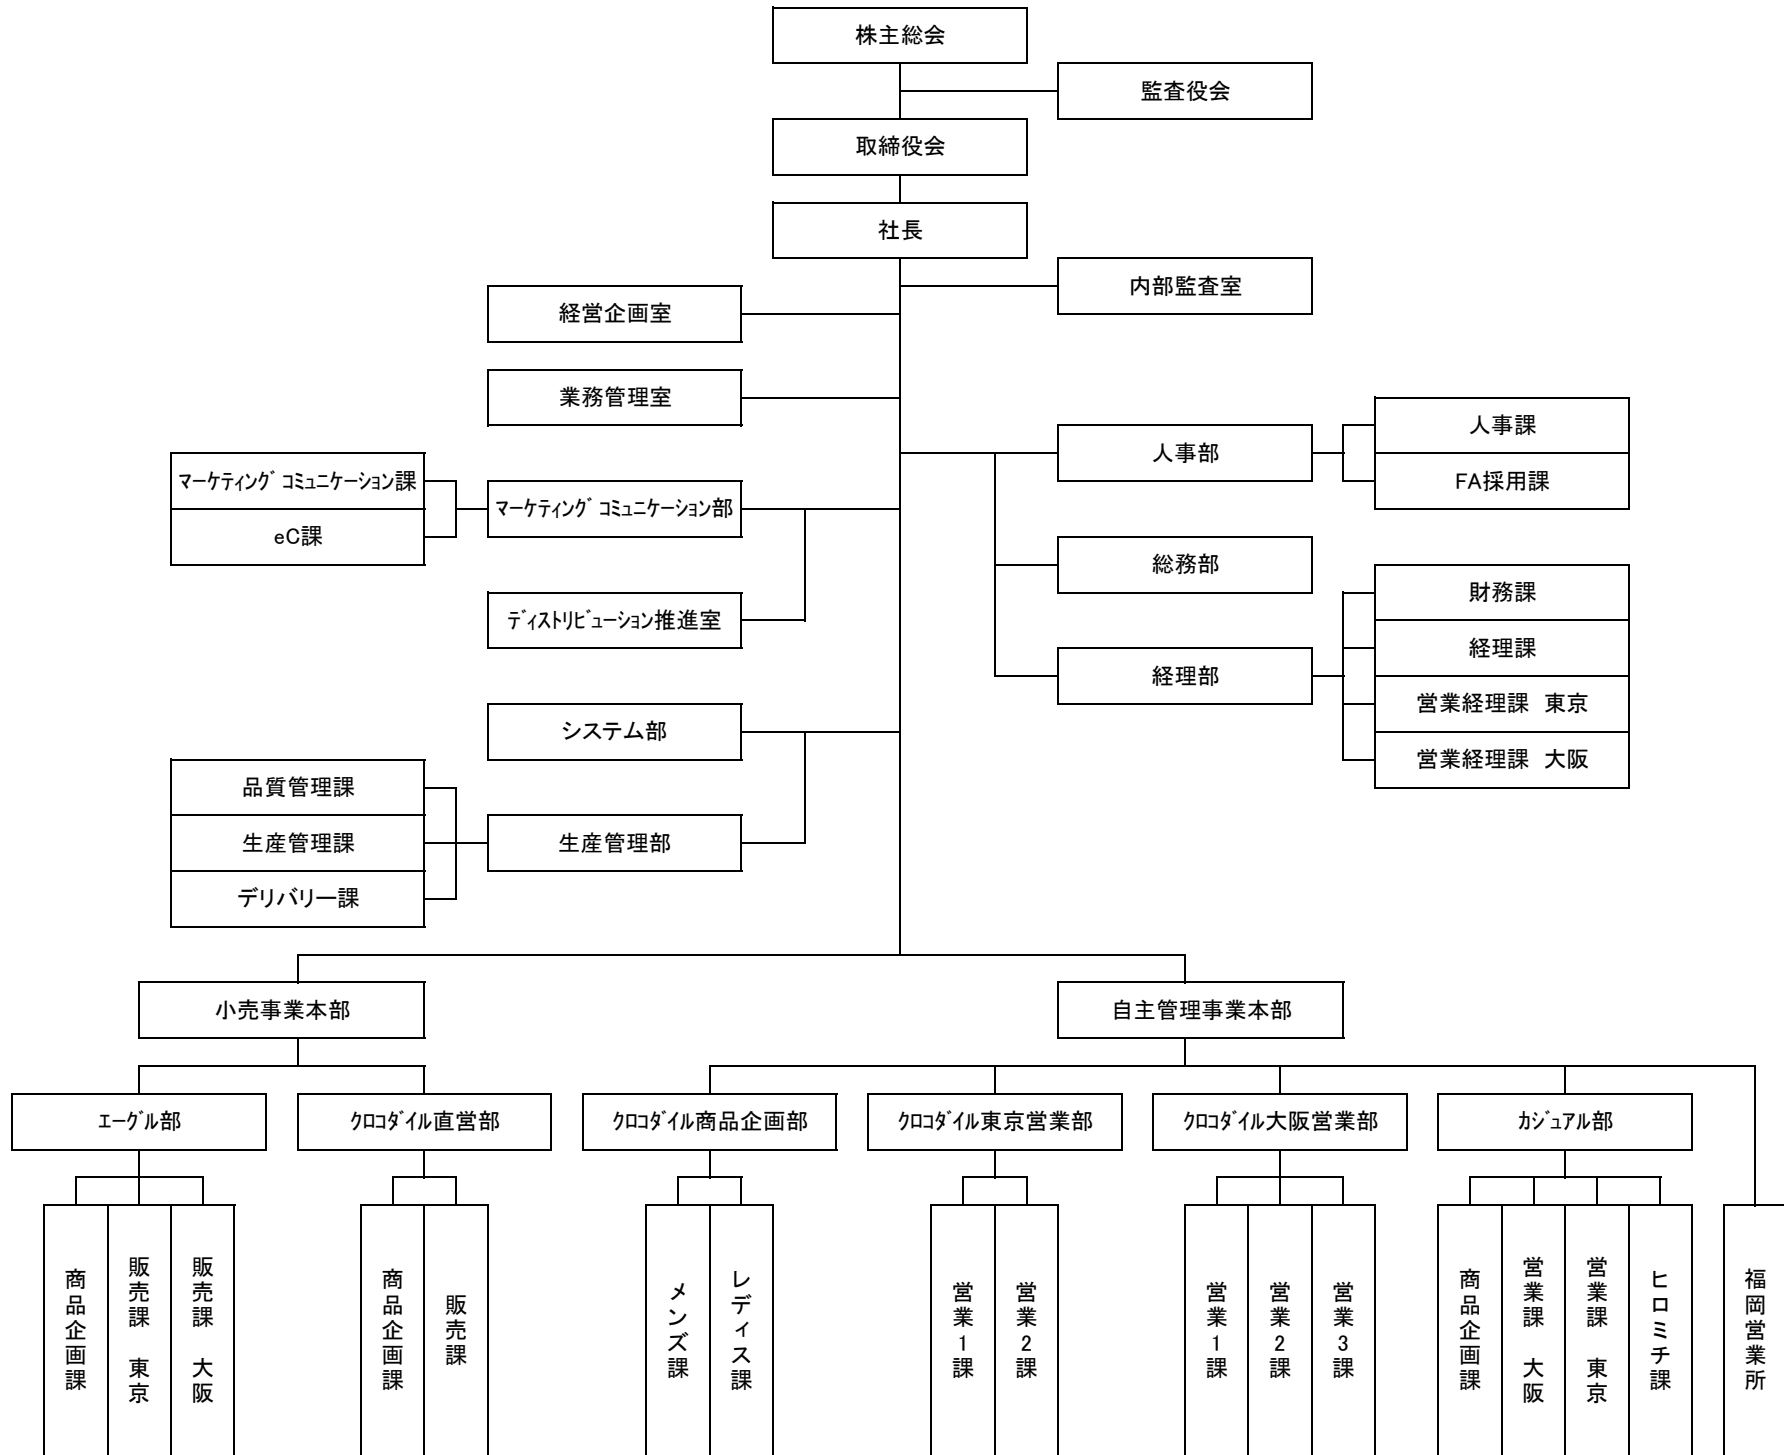 株主総会
監査役会
取締役会
社長
内部監査室
経営企画室
業務管理室
人事部
人事課
FA採用課
ﾏｰｹﾃｨﾝｸﾞ ｺﾐｭﾆｹｰｼｮﾝ課
eC課
ﾏｰｹﾃｨﾝｸﾞ ｺﾐｭﾆｹｰｼｮﾝ部
総務部
ﾃﾞｨｽﾄﾘﾋﾞｭｰｼｮﾝ推進室
経理部
財務課
経理課
営業経理課　東京
営業経理課　大阪
システム部
品質管理課
生産管理課
デリバリー課
生産管理部
小売事業本部
自主管理事業本部
ｴｰｸﾞﾙ部
ｸﾛｺﾀﾞｲﾙ直営部
ｸﾛｺﾀﾞｲﾙ商品企画部
ｸﾛｺﾀﾞｲﾙ東京営業部
ｸﾛｺﾀﾞｲﾙ大阪営業部
ｶｼﾞｭｱﾙ部
商品企画課
販売課　東京
販売課　大阪
商品企画課
販売課
メンズ課
レディス課
営業1課
営業2課
営業1課
営業2課
営業3課
商品企画課
営業課　大阪
営業課　東京
ヒロミチ課
福岡営業所